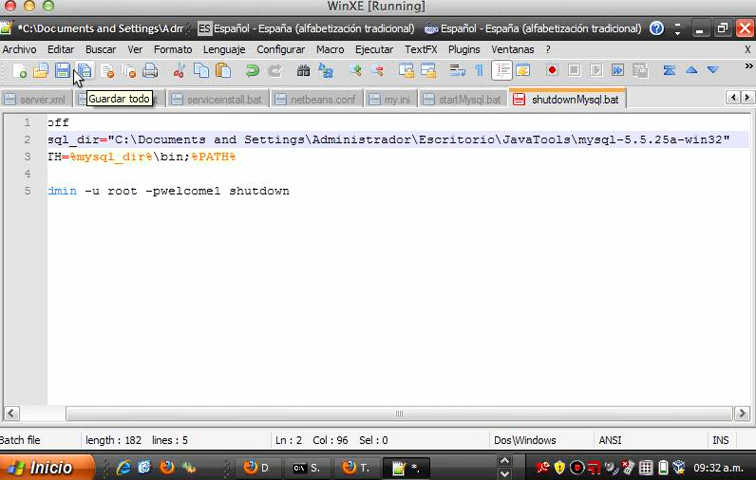 WinXE [Running]
*C:\Documents and Settings\Adm
ES Español - España (alfabetización tradicional)
Español - España (alfabetización tradicional)
Archivo Editar Buscar Ver Formato Lenguaje Configurar Macro Ejecutar TextFX Plugins Ventanas ?
server.xml
serviceinstall.bat
netbeans.conf
my.ini
startMysql.bat
shutdownMysql.bat
Guardar todo
1 off
2 sql_dir="C:\Documents and Settings\Administrador\Escritorio\JavaTools\mysql-5.5.25a-win32"
3 TH=%mysql_dir%\bin;%PATH%
4
5 dmin -u root -pwelcome1 shutdown
Batch file length : 182 lines : 5 Ln : 2 Col : 96 Sel : 0 Dos\Windows ANSI INS
Inicio D S. T. *. 09:32 a.m.